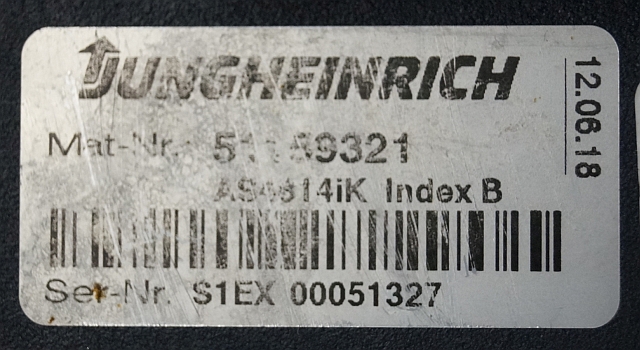 JUNGHEINRICH
Mat-Nr.
Index B
Ser-Nr. S1EX 00051327
12.06.18